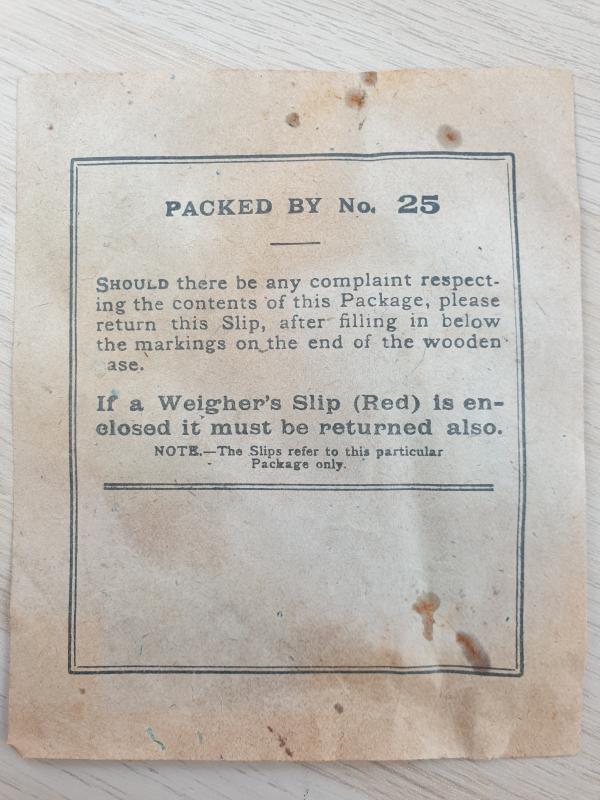 PACKED BY No. 25
SHOULD there be any complaint respect-
ing the contents of this Package, please
return this Slip, after filling in below
the markings on the end of the wooden
ase.
If a Weigher's Slip (Red) is en-
closed it must be returned also.
NOTE.—The Slips refer to this particular
Package only.